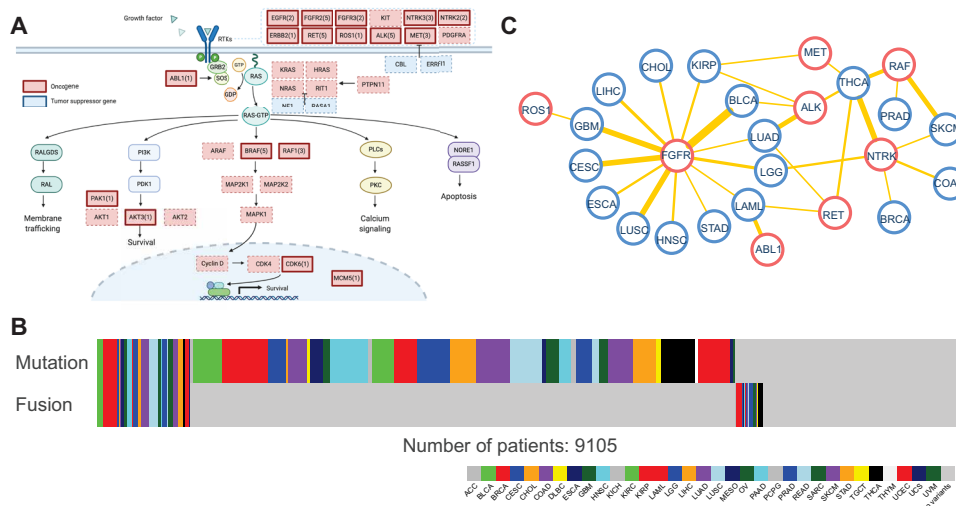 A
Growth factor
RTEs
EGFR(2)
FGFR2(5)
FGFR3(2)
KIT
NTRK3(3)
NTRK2(2)
ERBB2(1)
RET(5)
ROS1(1)
ALK(5)
MET(3)
PDGFRA
CBL
ERRFI1
P
P
GRB2
SOS
ABL1(1)
GTP
GDP
RAS
KRAS
HRAS
NRAS
RIT1
PTPN11
NF1
RASA1
Oncogene
Tumor suppressor gene
RAS-GTP
RALGDS
RAL
Membrane
trafficking
PI3K
PDK1
PAK1(1)
AKT1
AKT3(1)
AKT2
Survival
ARAF
BRAF(5)
RAF1(3)
MAP2K1
MAP2K2
MAPK1
PLCs
PKC
Calcium
signaling
NORE1
RASSF1
Apoptosis
Cyclin D
CDK4
CDK6(1)
MCM5(1)
Survival
C
MET
RAF
CHOL
KIRP
THCA
LIHC
BLCA
ALK
PRAD
ROS1
GBM
SKCM
LUAD
FGFR
NTRK
CESC
LGG
COA
ESCA
LAML
RET
BRCA
LUSC
HNSC
STAD
ABL1
B
Mutation
Fusion
Number of patients: 9105
ACC
BLCA
BRCA
CESC
CHOL
COAD
DLBC
ESCA
GBM
HNSC
KICH
KIRC
KIRP
LAML
LGG
LIHC
LUAD
LUSC
MESO
OV
PAAD
PCPG
PRAD
READ
SARC
SKCM
STAD
TGCT
THCA
THYM
UCEC
UCS
UVM
variants